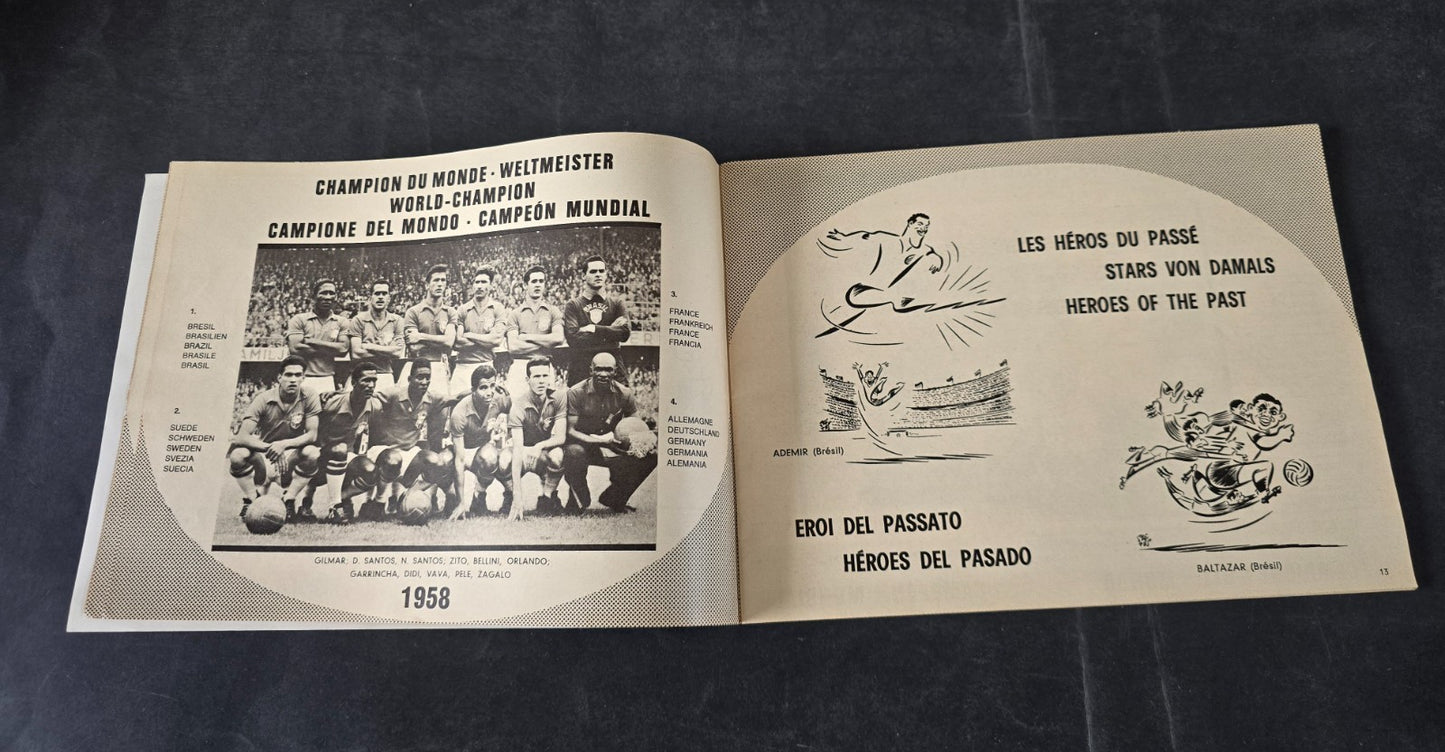 CHAMPION DU MONDE · WELTMEISTER
WORLD-CHAMPION
CAMPIONE DEL MONDO · CAMPEÓN MUNDIAL
1.
BRESIL
BRASILIEN
BRAZIL
BRASILE
BRASIL
2.
SUEDE
SCHWEDEN
SWEDEN
SVEZIA
SUECIA
3.
FRANCE
FRANKREICH
FRANCE
FRANCIA
4.
ALLEMAGNE
DEUTSCHLAND
GERMANY
GERMANIA
ALEMANIA
GILMAR; D. SANTOS, N. SANTOS; ZITO, BELLINI, ORLANDO;
GARRINCHA, DIDI, VAVA, PELE, ZAGALO
1958
LES HÉROS DU PASSÉ
STARS VON DAMALS
HEROES OF THE PAST
ADEMIR (Brésil)
EROI DEL PASSATO
HÉROES DEL PASADO
BALTAZAR (Brésil)
13